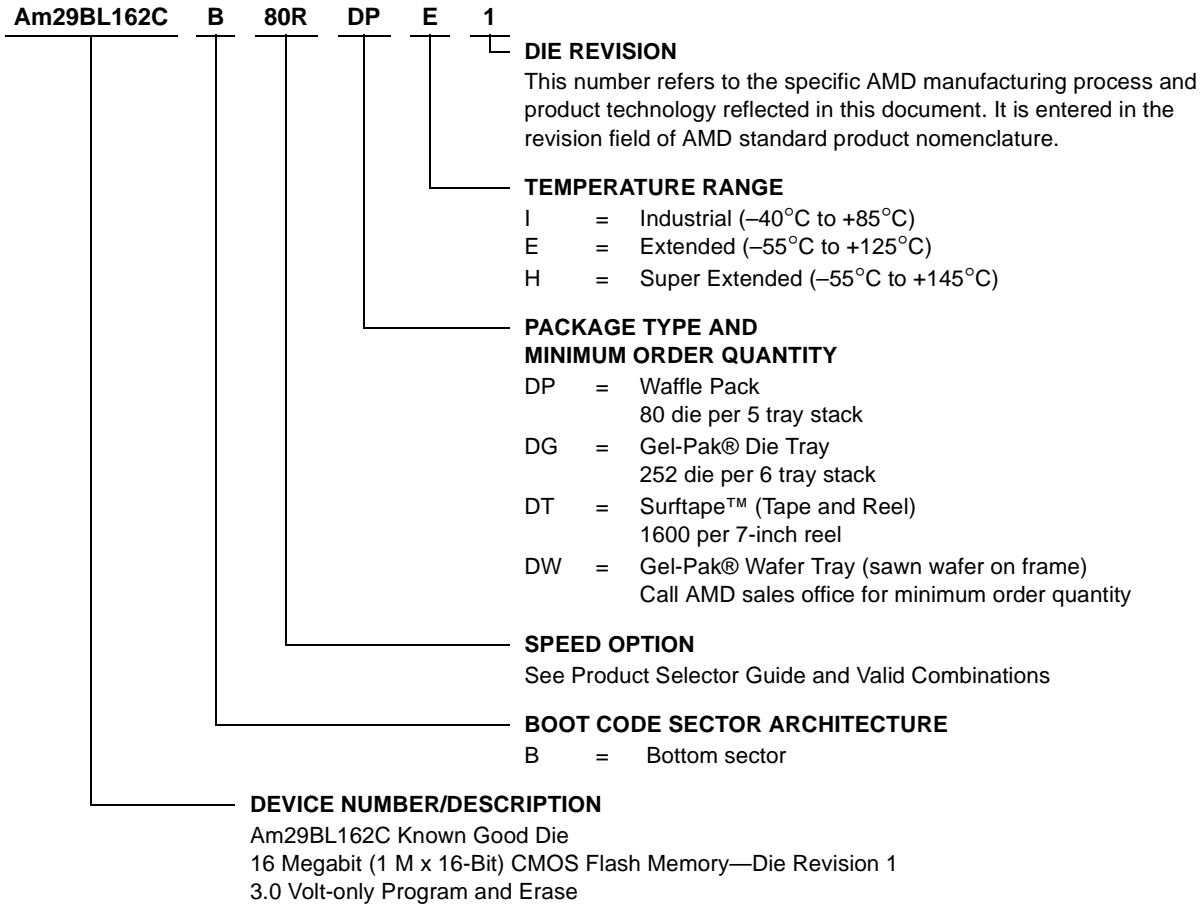 Am29BL162C B 80R DP E 1
DIE REVISION
This number refers to the specific AMD manufacturing process and
product technology reflected in this document. It is entered in the
revision field of AMD standard product nomenclature.
TEMPERATURE RANGE
I = Industrial (–40°C to +85°C)
E = Extended (–55°C to +125°C)
H = Super Extended (–55°C to +145°C)
PACKAGE TYPE AND
MINIMUM ORDER QUANTITY
DP = Waffle Pack
80 die per 5 tray stack
DG = Gel-Pak® Die Tray
252 die per 6 tray stack
DT = Surftape™ (Tape and Reel)
1600 per 7-inch reel
DW = Gel-Pak® Wafer Tray (sawn wafer on frame)
Call AMD sales office for minimum order quantity
SPEED OPTION
See Product Selector Guide and Valid Combinations
BOOT CODE SECTOR ARCHITECTURE
B = Bottom sector
DEVICE NUMBER/DESCRIPTION
Am29BL162C Known Good Die
16 Megabit (1 M x 16-Bit) CMOS Flash Memory—Die Revision 1
3.0 Volt-only Program and Erase